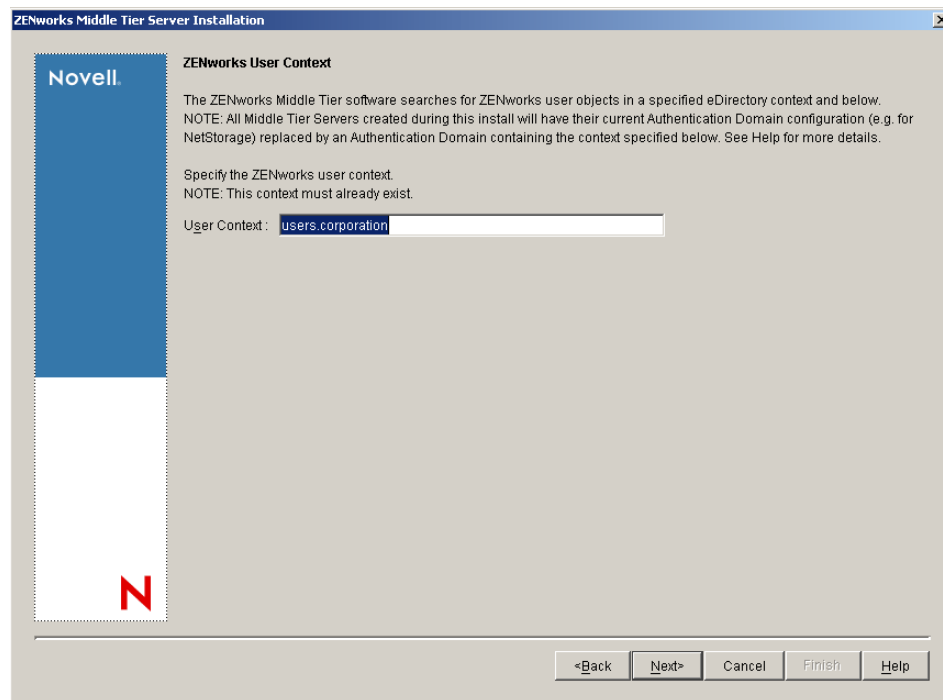 ZENworks Middle Tier Server Installation
Novell.
ZENworks User Context
The ZENworks Middle Tier software searches for ZENworks user objects in a specified eDirectory context and below.
NOTE: All Middle Tier Servers created during this install will have their current Authentication Domain configuration (e.g. for
NetStorage) replaced by an Authentication Domain containing the context specified below. See Help for more details.
Specify the ZENworks user context.
NOTE: This context must already exist.
User Context : users.corporation
N
<Back Next> Cancel Finish Help